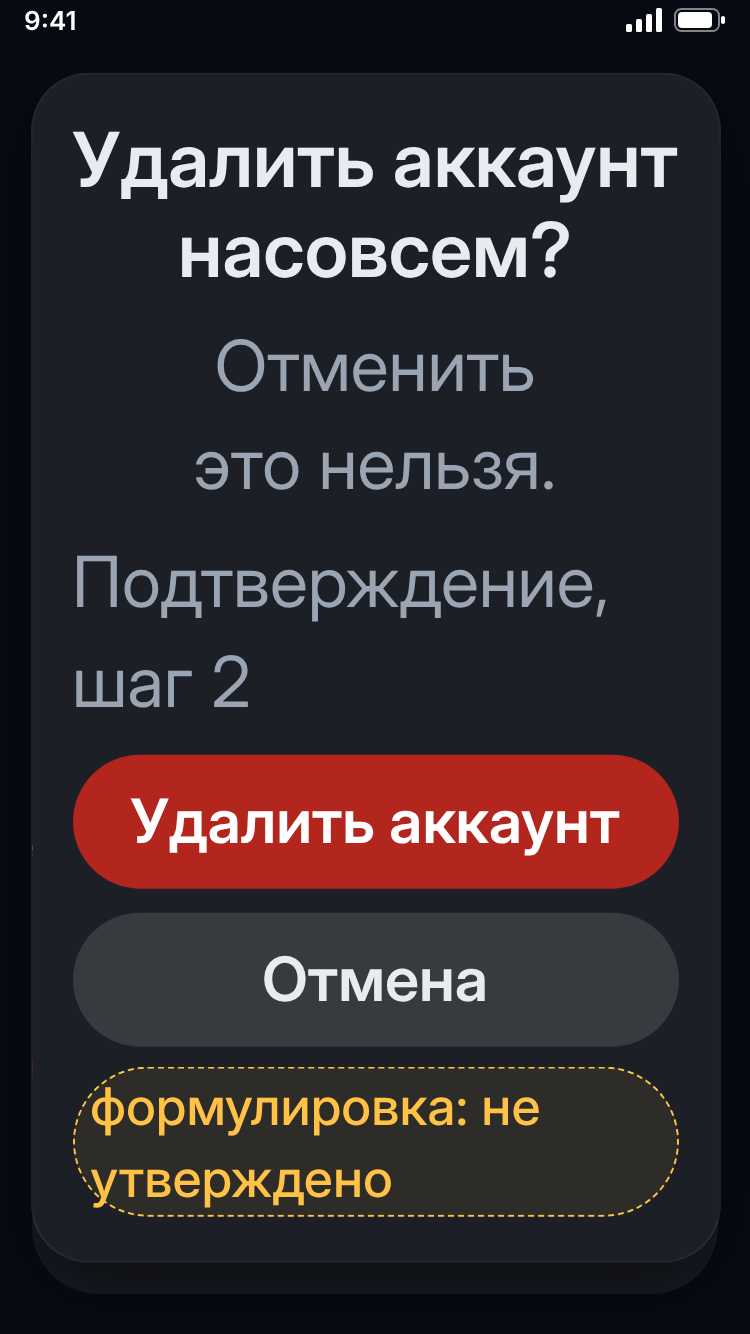 9:41
Удалить аккаунт
насовсем?
Отменить
это нельзя.
Подтверждение,
шаг 2
Удалить аккаунт
Отмена
формулировка: не
утверждено